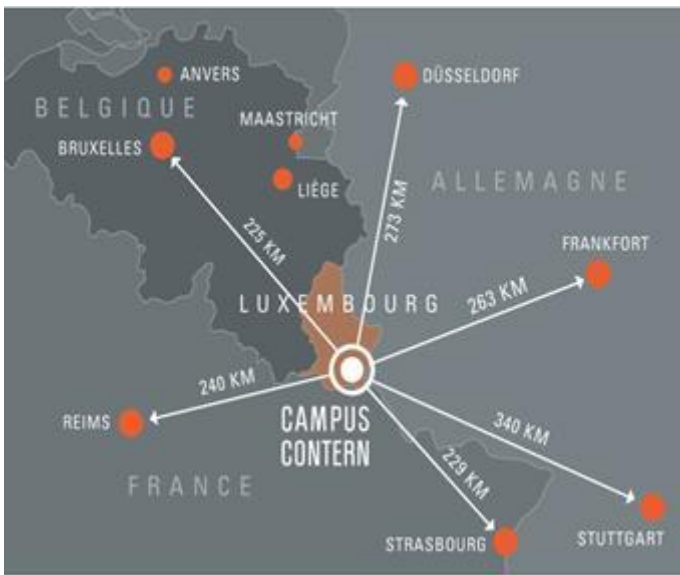 ANVERS
DÜSSELDORF
BELGIQUE
MAASTRICHT
BRUXELLES
LIÈGE
ALLEMAGNE
273 KM
225 KM
FRANKFORT
LUXEMBOURG
263 KM
240 KM
REIMS
CAMPUS
CONTERN
340 KM
229 KM
FRANCE
STRASBOURG
STUTTGART